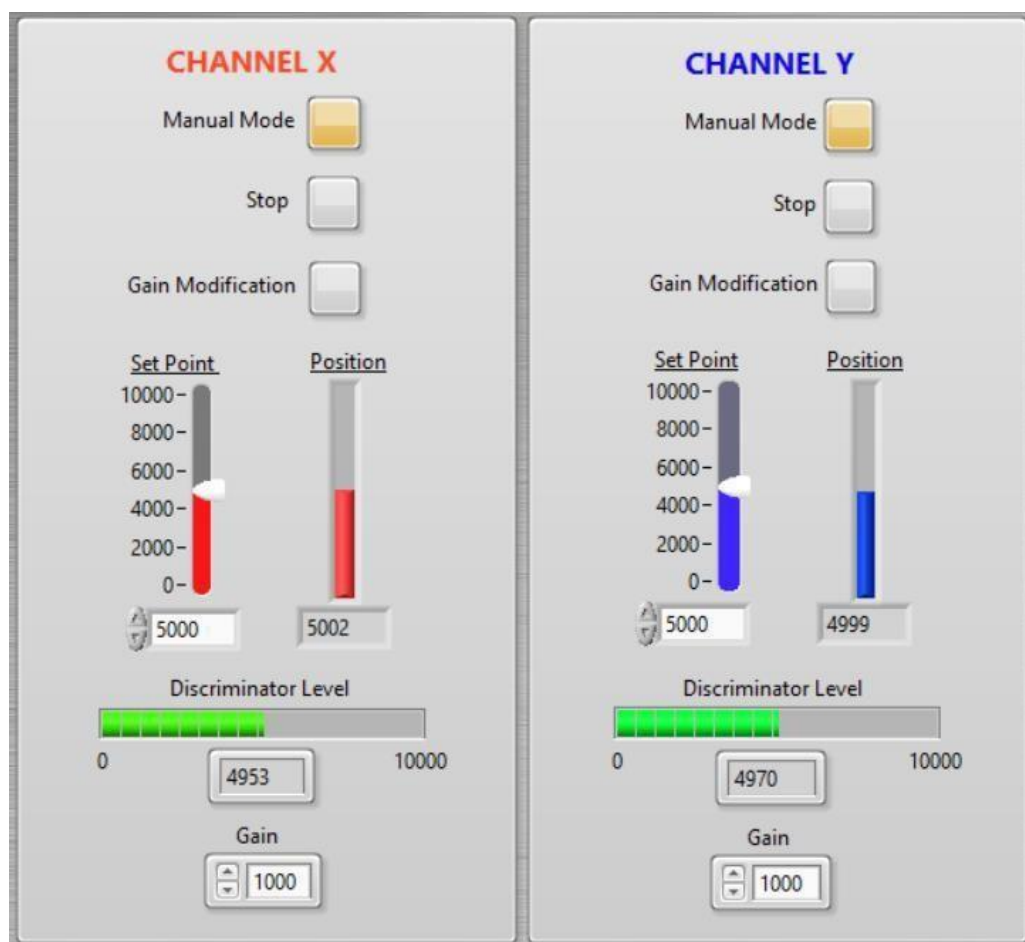 CHANNEL X
Manual Mode
Stop
Gain Modification
Set Point Position
10000
8000
6000
4000
2000
0
5000 5002
Discriminator Level
0 10000
4953
Gain
1000
CHANNEL Y
Manual Mode
Stop
Gain Modification
Set Point Position
10000
8000
6000
4000
2000
0
5000 4999
Discriminator Level
0 10000
4970
Gain
1000